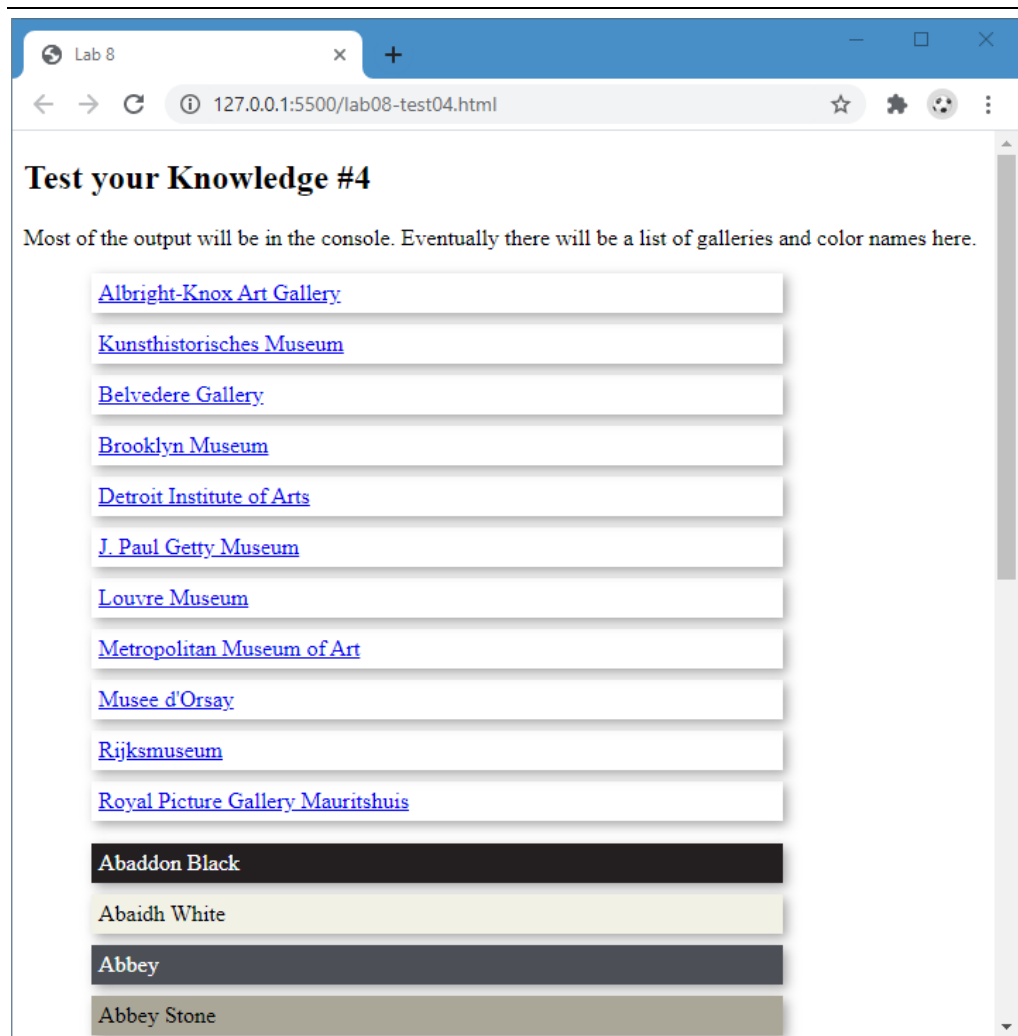 Lab 8
127.0.0.1:5500/lab08-test04.html
Test your Knowledge #4
Most of the output will be in the console. Eventually there will be a list of galleries and color names here.
Albright-Knox Art Gallery
Kunsthistorisches Museum
Belvedere Gallery
Brooklyn Museum
Detroit Institute of Arts
J. Paul Getty Museum
Louvre Museum
Metropolitan Museum of Art
Musee d'Orsay
Rijksmuseum
Royal Picture Gallery Mauritshuis
Abaddon Black
Abaidh White
Abbey
Abbey Stone